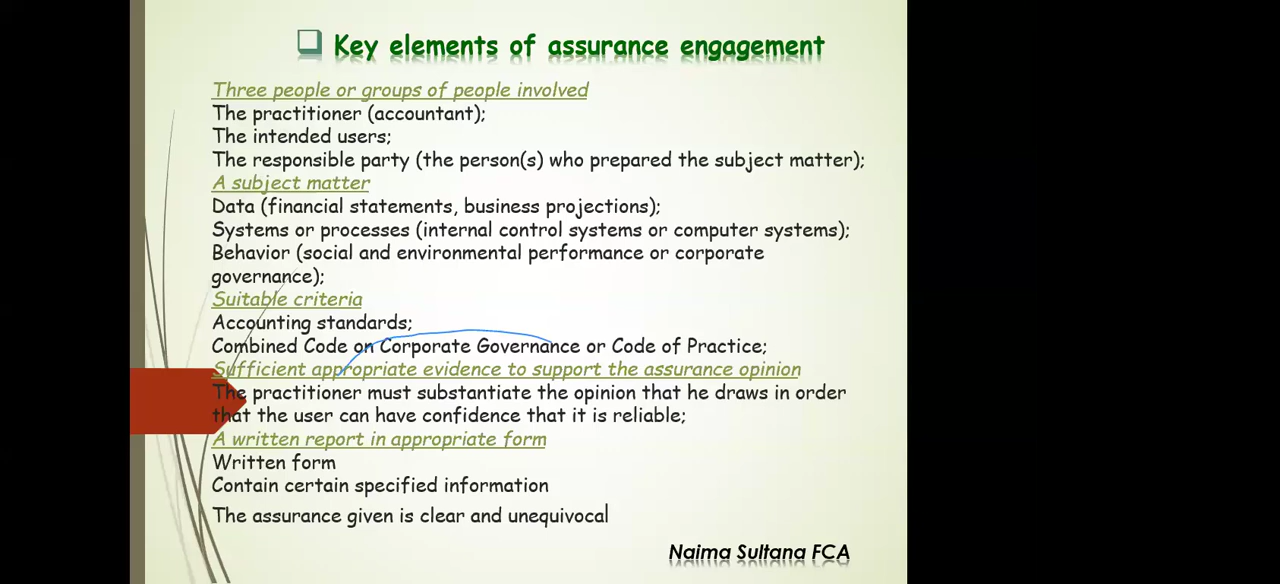 Key elements of assurance engagement
Three people or groups of people involved
The practitioner (accountant);
The intended users;
The responsible party (the person(s) who prepared the subject matter);
A subject matter
Data (financial statements, business projections);
Systems or processes (internal control systems or computer systems);
Behavior (social and environmental performance or corporate
governance);
Suitable criteria
Accounting standards;
Combined Code on Corporate Governance or Code of Practice;
Sufficient appropriate evidence to support the assurance opinion
The practitioner must substantiate the opinion that he draws in order
that the user can have confidence that it is reliable;
A written report in appropriate form
Written form
Contain certain specified information
The assurance given is clear and unequivocal
Naima Sultana FCA